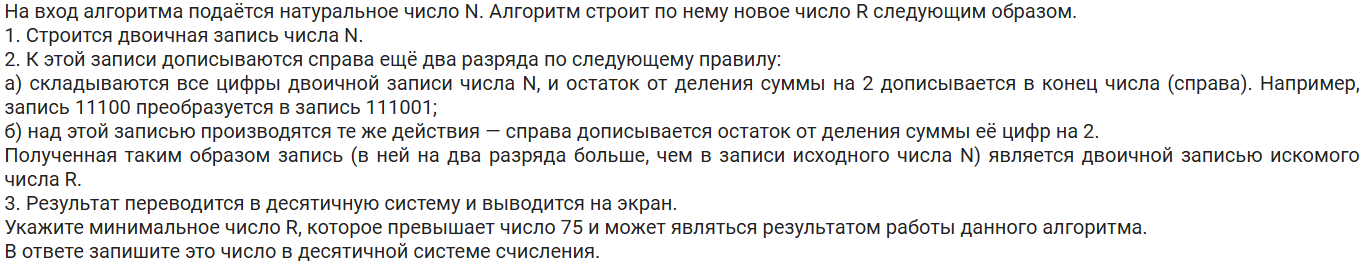 На вход алгоритма подаётся натуральное число N. Алгоритм строит по нему новое число R следующим образом.
1. Строится двоичная запись числа N.
2. К этой записи дописываются справа ещё два разряда по следующему правилу:
а) складываются все цифры двоичной записи числа N, и остаток от деления суммы на 2 дописывается в конец числа (справа). Например,
запись 11100 преобразуется в запись 111001;
б) над этой записью производятся те же действия — справа дописывается остаток от деления суммы её цифр на 2.
Полученная таким образом запись (в ней на два разряда больше, чем в записи исходного числа N) является двоичной записью искомого
числа R.
3. Результат переводится в десятичную систему и выводится на экран.
Укажите минимальное число R, которое превышает число 75 и может являться результатом работы данного алгоритма.
В ответе запишите это число в десятичной системе счисления.